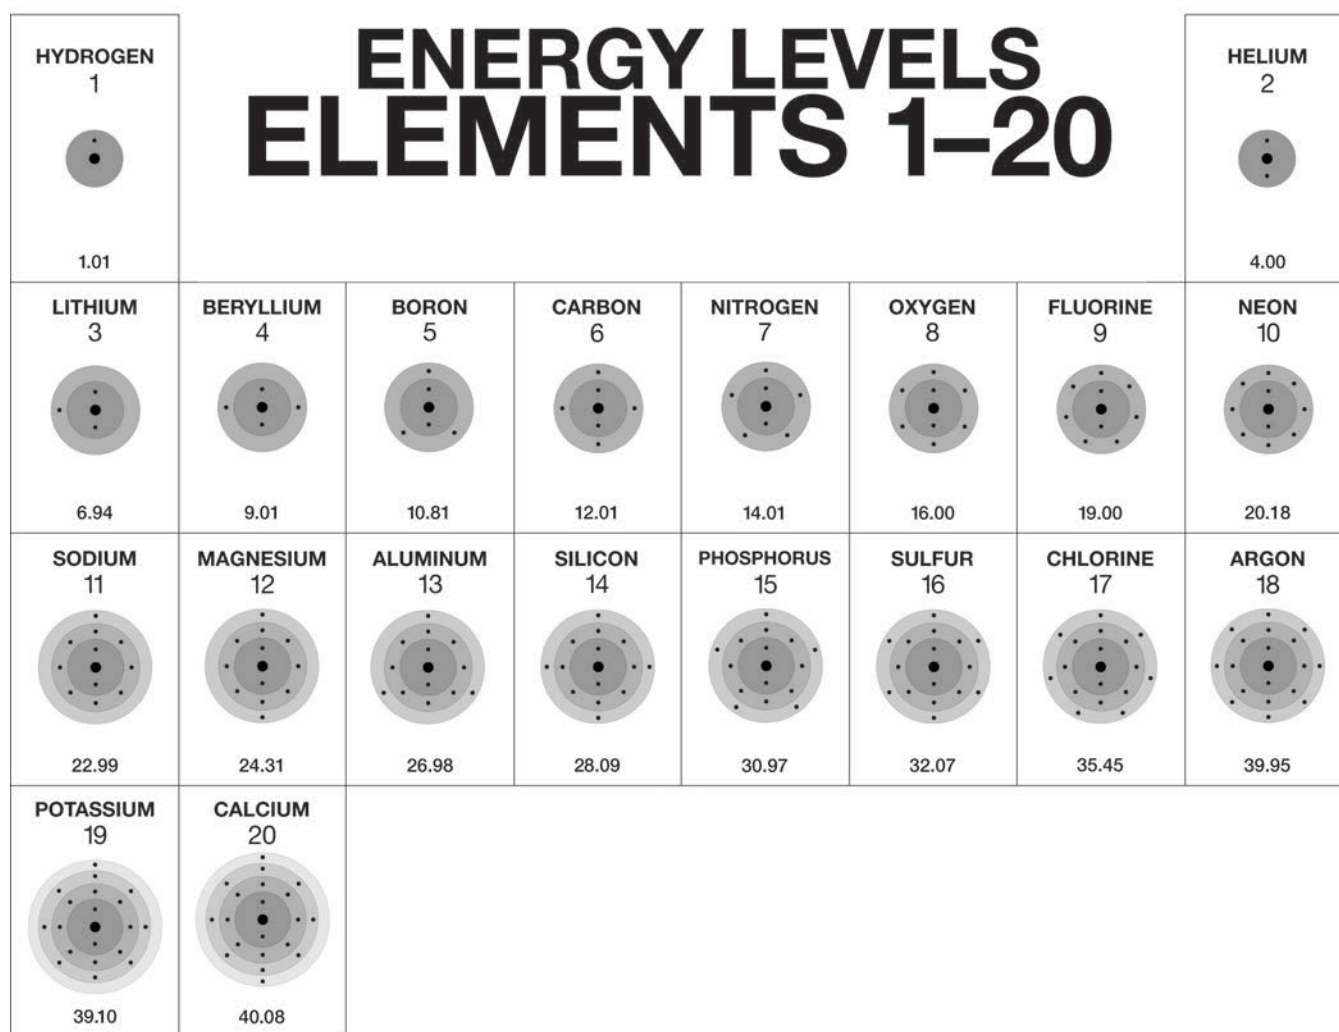 ENERGY LEVELS
ELEMENTS 1–20
HYDROGEN
1
1.01
HELIUM
2
4.00
LITHIUM
3
6.94
BERYLLIUM
4
9.01
BORON
5
10.81
CARBON
6
12.01
NITROGEN
7
14.01
OXYGEN
8
16.00
FLUORINE
9
19.00
NEON
10
20.18
SODIUM
11
22.99
MAGNESIUM
12
24.31
ALUMINUM
13
26.98
SILICON
14
28.09
PHOSPHORUS
15
30.97
SULFUR
16
32.07
CHLORINE
17
35.45
ARGON
18
39.95
POTASSIUM
19
39.10
CALCIUM
20
40.08